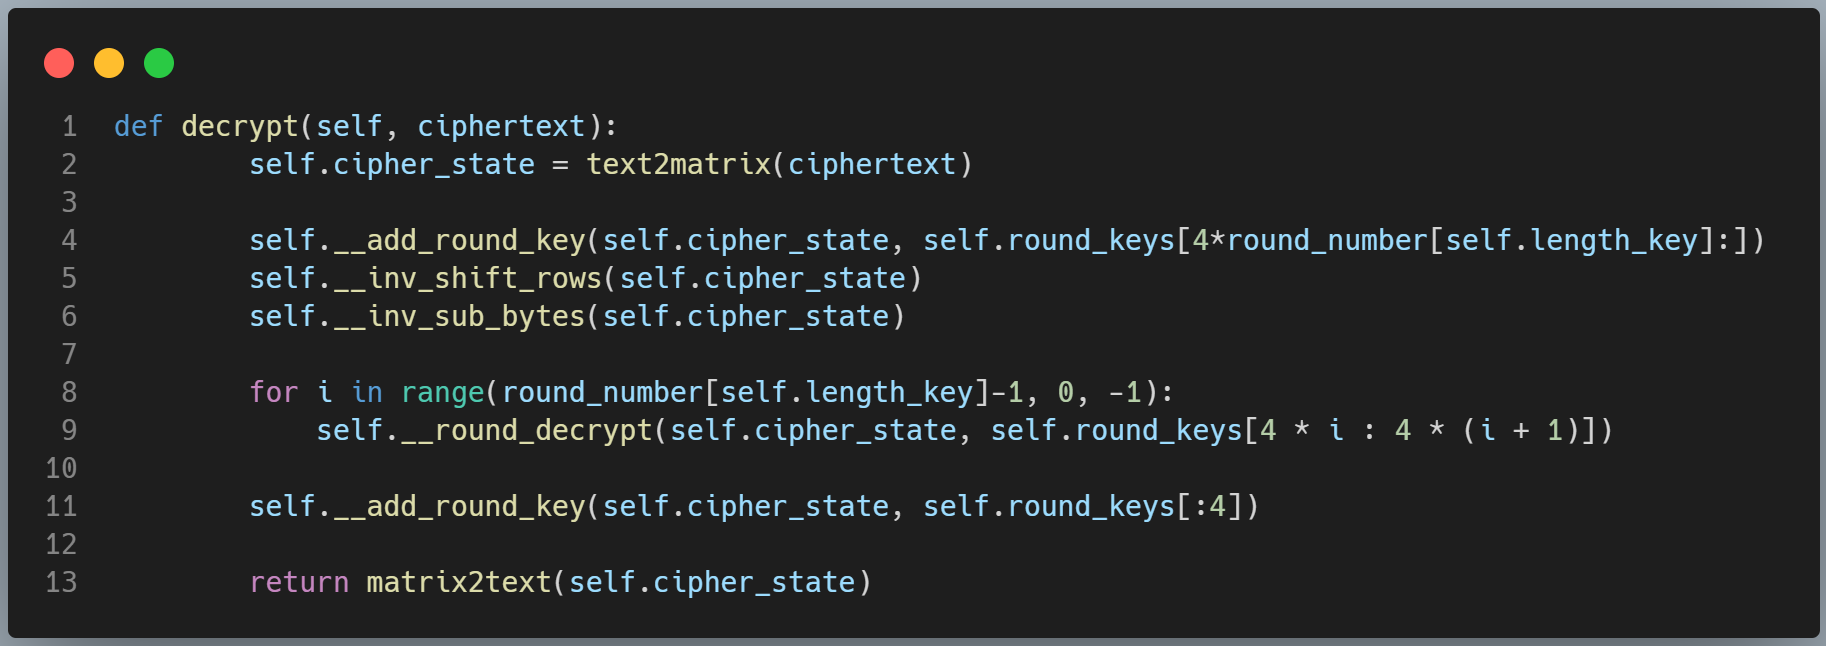 1 def decrypt(self, ciphertext):
2         self.cipher_state = text2matrix(ciphertext)
3
4         self.__add_round_key(self.cipher_state, self.round_keys[4*round_number[self.length_key]:])
5         self.__inv_shift_rows(self.cipher_state)
6         self.__inv_sub_bytes(self.cipher_state)
7
8         for i in range(round_number[self.length_key]-1, 0, -1):
9             self.__round_decrypt(self.cipher_state, self.round_keys[4 * i : 4 * (i + 1)])
10
11         self.__add_round_key(self.cipher_state, self.round_keys[:4])
12
13         return matrix2text(self.cipher_state)